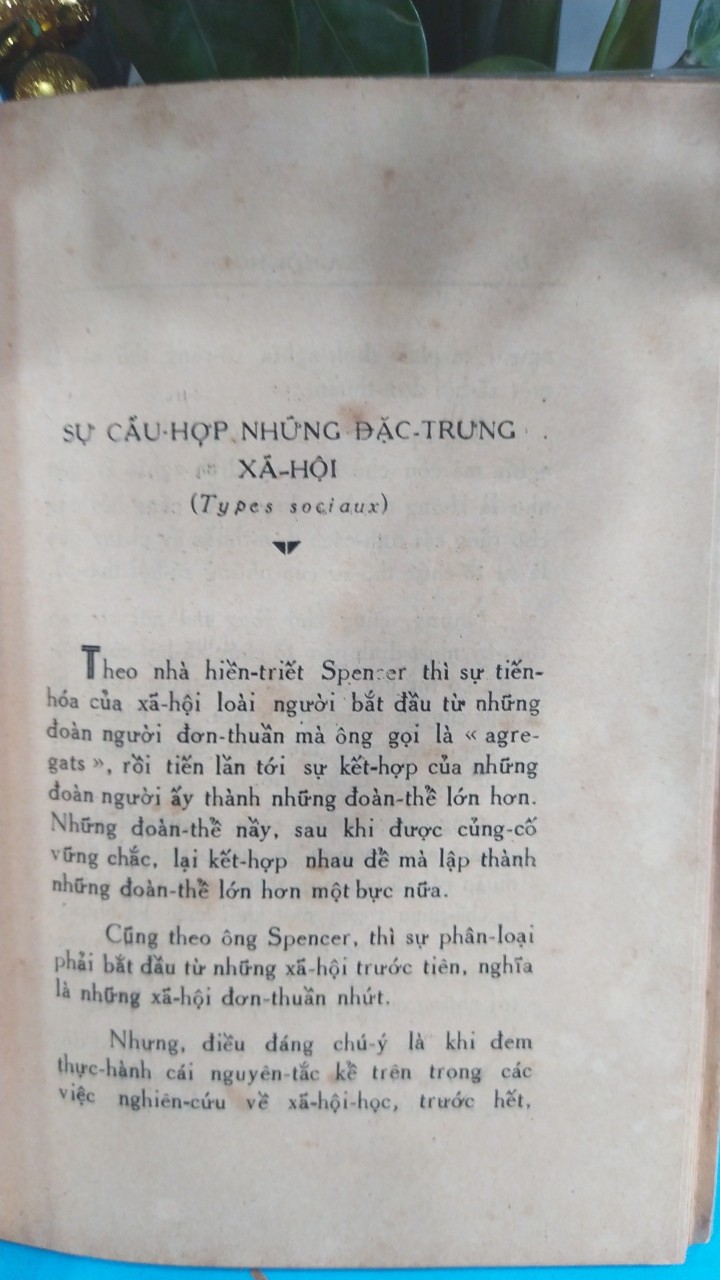 SỰ CẤU-HỢP NHỮNG ĐẶC-TRƯNG
XÃ-HỘI
(Types sociaux)
Theo nhà hiền-triết Spencer thì sự tiến-
hóa của xã-hội loài người bắt đầu từ những
đoàn người đơn-thuần mà ông gọi là « agre-
gats », rồi tiến lần tới sự kết-hợp của những
đoàn người ấy thành những đoàn-thể lớn hơn.
Những đoàn-thể nầy, sau khi được củng-cố
vững chắc, lại kết-hợp nhau để mà lập thành
những đoàn-thể lớn hơn một bực nữa.
Cũng theo ông Spencer, thì sự phân-loại
phải bắt đầu từ những xã-hội trước tiên, nghĩa
là những xã-hội đơn-thuần nhứt.
Nhưng, điều đáng chú-ý là khi đem
thực-hành cái nguyên-tắc kể trên trong các
việc nghiên-cứu về xã-hội-học, trước hết,